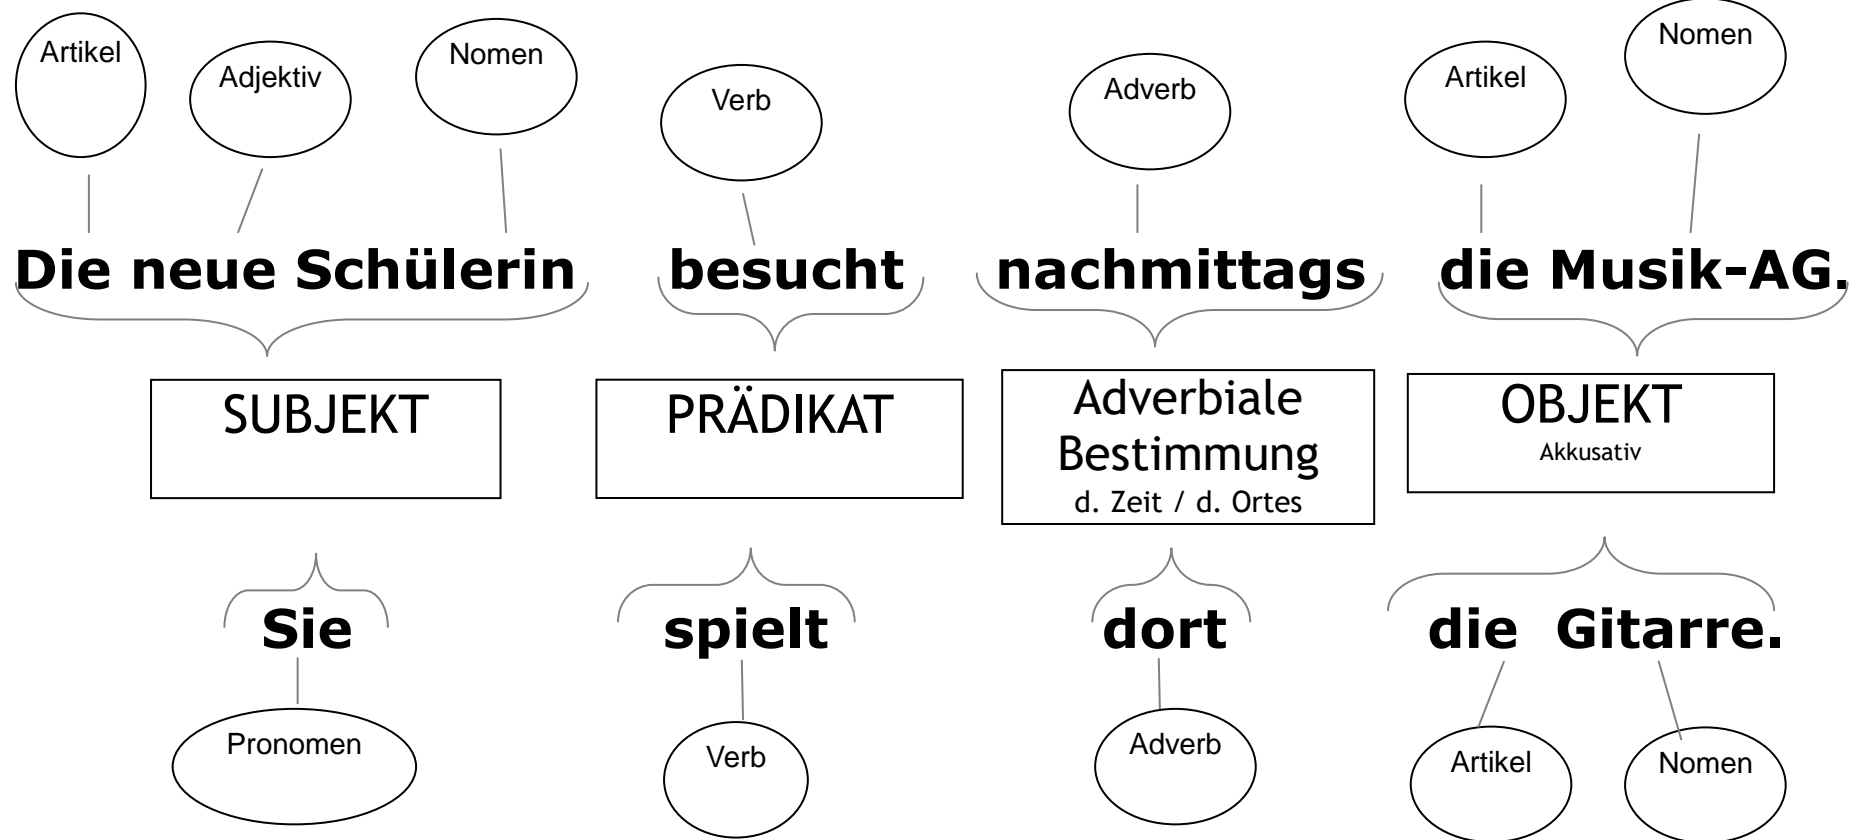 Artikel
Adjektiv
Nomen
Verb
Adverb
Artikel
Nomen
Die neue Schülerin besucht nachmittags die Musik-AG.
SUBJEKT
PRÄDIKAT
Adverbiale
Bestimmung
d. Zeit / d. Ortes
OBJEKT
Akkusativ
Sie spielt dort die Gitarre.
Pronomen
Verb
Adverb
Artikel
Nomen